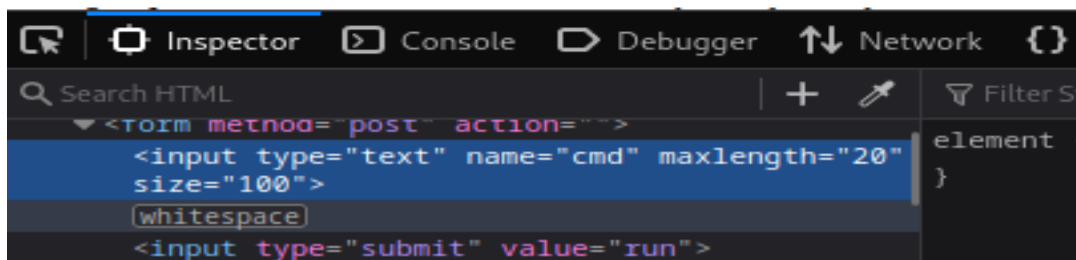 Inspector Console Debugger Network {}
Search HTML + Filter S
<form method="post" action="">
<input type="text" name="cmd" maxlength="20"
size="100">
whitespace
<input type="submit" value="run">
element
}